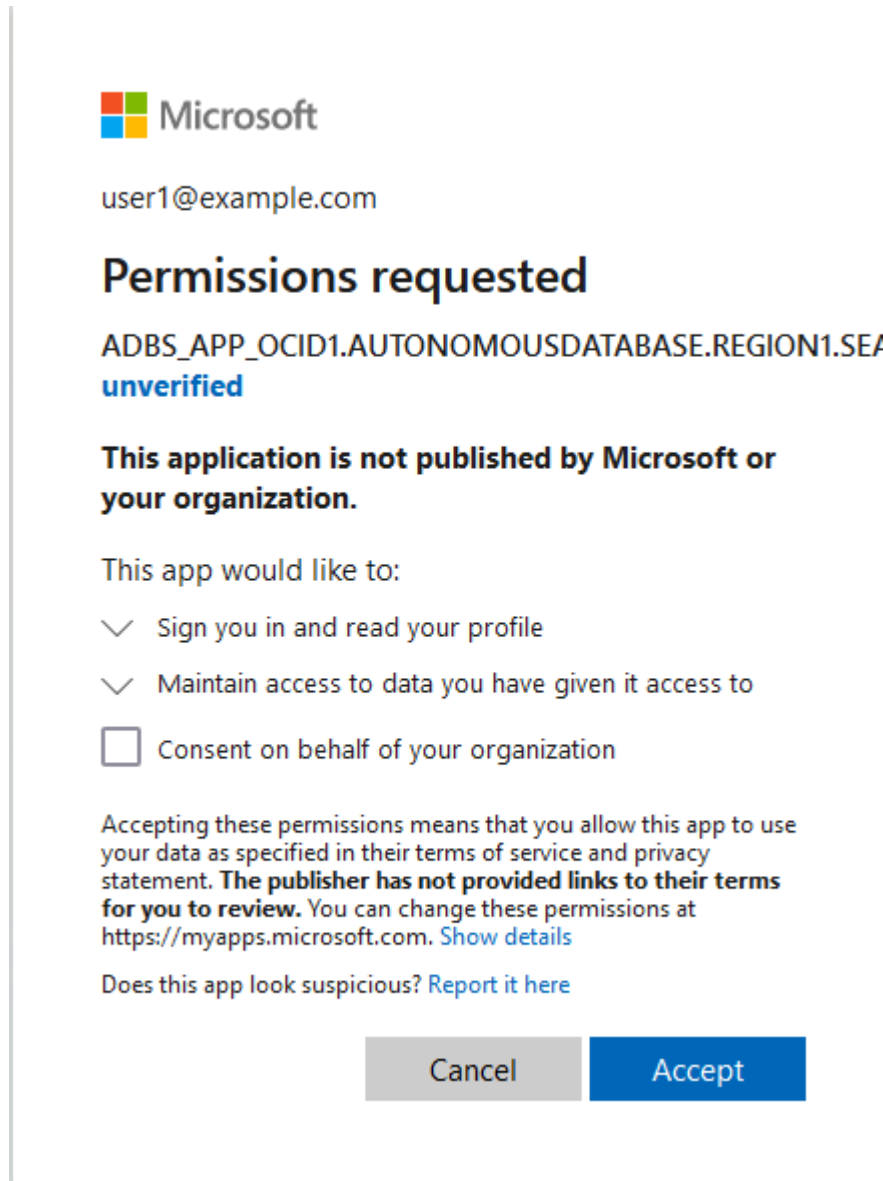 Microsoft
user1@example.com
Permissions requested
ADBS_APP_OCID1.AUTONOMOUSDATABASE.REGION1.SEA
unverified
This application is not published by Microsoft or
your organization.
This app would like to:
Sign you in and read your profile
Maintain access to data you have given it access to
Consent on behalf of your organization
Accepting these permissions means that you allow this app to use
your data as specified in their terms of service and privacy
statement. The publisher has not provided links to their terms
for you to review. You can change these permissions at
https://myapps.microsoft.com. Show details
Does this app look suspicious? Report it here
Cancel Accept